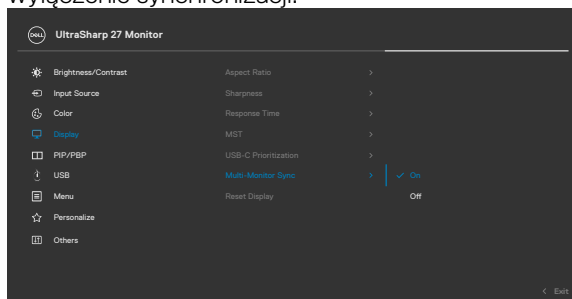 wyłączenie synchronizacji.
DELL UltraSharp 27 Monitor
Brightness/Contrast Aspect Ratio >
Input Source Sharpness >
Color Response Time >
Display MST >
PIP/PBP USB-C Prioritization >
USB Multi-Monitor Sync > ✓ On
Menu Reset Display Off
Personalize
Others
< Exit